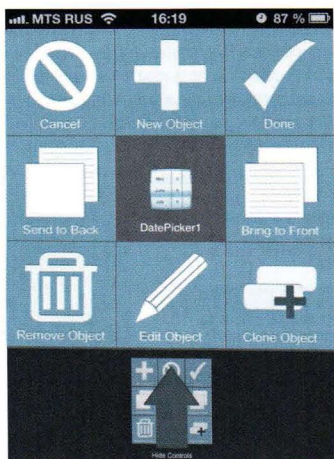 MTS RUS 16:19 87 %
Cancel New Object Done
Send to Back DatePicker1 Bring to Front
Remove Object Edit Object Clone Object
Hide Controls